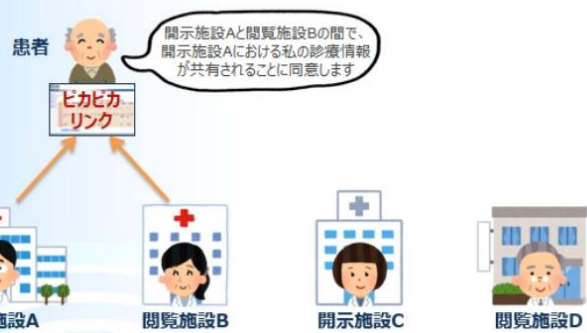 患者
開示施設Aと閲覧施設Bの間で、
開示施設Aにおける私の診療情報
が共有されることに同意します
ピカピカ
リンク
施設A
閲覧施設B
開示施設C
閲覧施設D